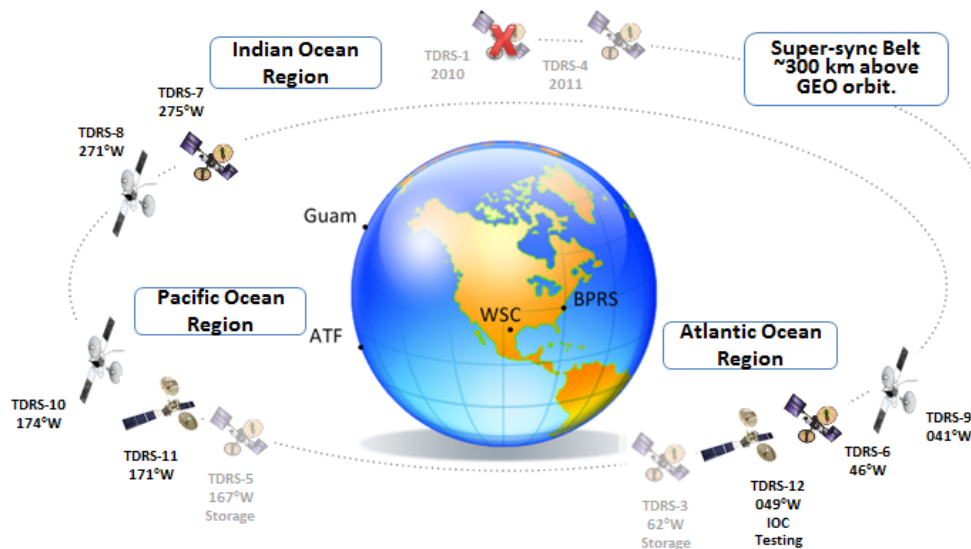 Indian Ocean
Region
TDRS-1
2010
TDRS-4
2011
Super-sync Belt
~300 km above
GEO orbit.
TDRS-7
275°W
TDRS-8
271°W
Guam
ATF
WSC
BPRS
Pacific Ocean
Region
Atlantic Ocean
Region
TDRS-10
174°W
TDRS-11
171°W
TDRS-5
167°W
Storage
TDRS-3
62°W
Storage
TDRS-12
049°W
IOC
Testing
TDRS-6
46°W
TDRS-9
041°W